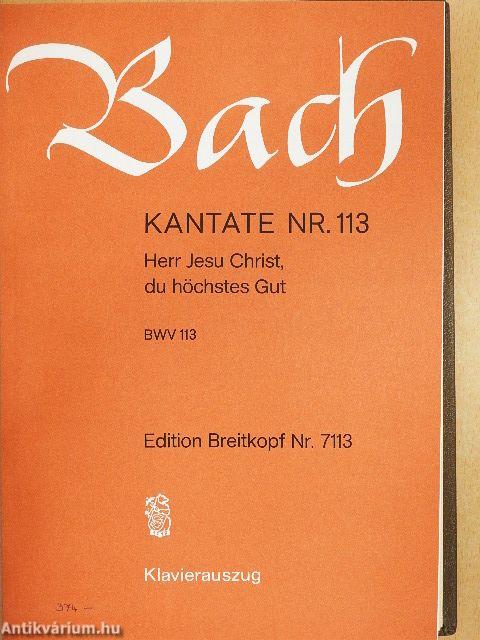 Bach
KANTATE NR. 113
Herr Jesu Christ,
du höchstes Gut
BWV 113
Edition Breitkopf Nr. 7113
Klavierauszug
374 —
Antikvárium.hu